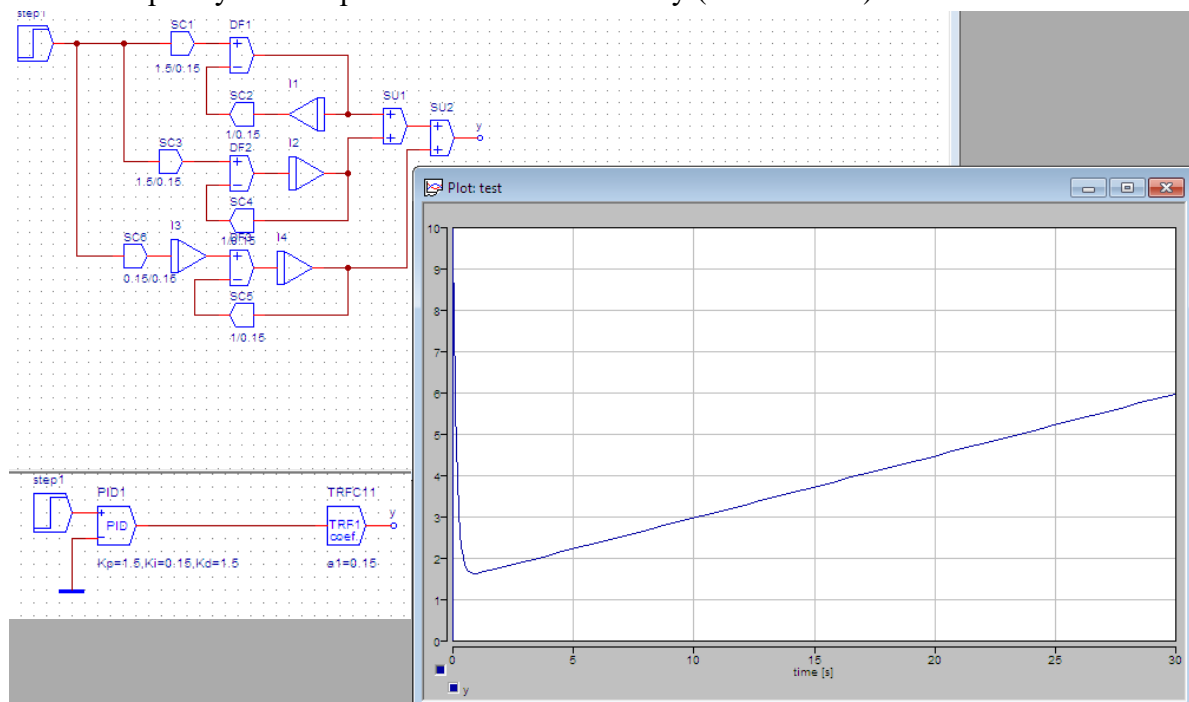 step1
SC1
DF1
1.5/0.15
SC2
I1
SU1
SU2
y
1/0.15
SC3
DF2
I2
1.5/0.15
SC4
SC6
I3
I4
0.15/0.15
SC5
1/0.15
Plot: test
10
9
8
7
6
5
4
3
2
1
0
0 5 10 15 20 25 30
time [s]
y
step1
PID1
TRFC11
PID
TRF1
coef.
y
Kp=1.5,Ki=0.15,Kd=1.5
a1=0.15